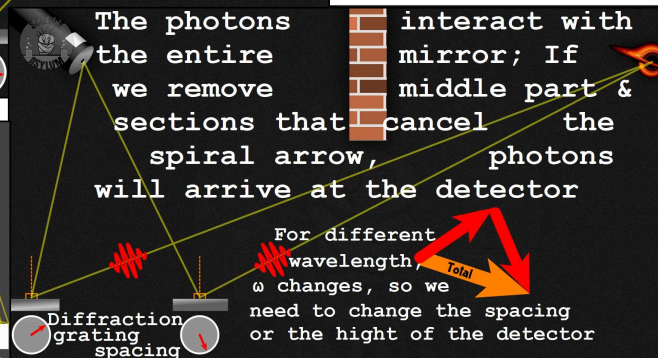 The photons interact with
the entire mirror; If
we remove middle part &
sections that cancel the
spiral arrow, photons
will arrive at the detector
For different
wavelength,
ω changes, so we
need to change the spacing
or the hight of the detector
Total
Diffraction
grating
spacing